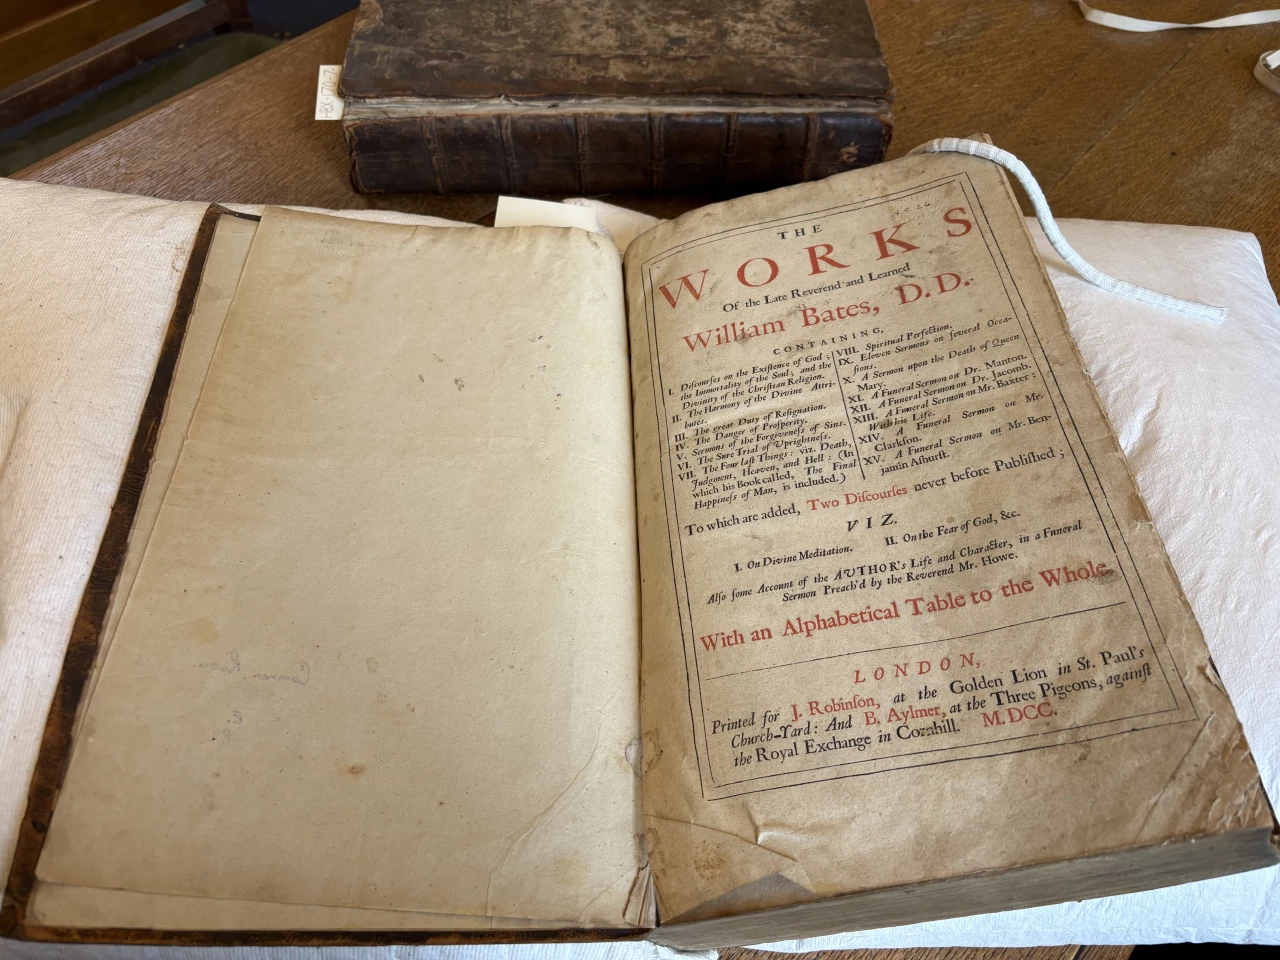 HBX-170-7
THE
WORKS
Of the Late Reverend and Learned
William Bates, D.D.
CONTAINING,
I. Diſcourſes on the Exiſtence of God;
the Immortality of the Soul; and the
Divinity of the Chriſtian Religion.
II. The Harmony of the Divine Attri-
butes.
III. The great Duty of Reſignation.
IV. The Danger of Proſperity.
V. Sermons of the Forgiveneſs of Sins.
VI. The Sure Trial of Uprightneſs.
VII. The Four laſt Things: viz. Death,
Judgment, Heaven, and Hell: (In
which his Book called, The Final
Happineſs of Man, is included.)
VIII. Spiritual Perfection.
IX. Eleven Sermons on ſeveral Occa-
ſions.
X. A Sermon upon the Death of Queen
Mary.
XI. A Funeral Sermon on Dr. Manton.
XII. A Funeral Sermon on Dr. Jacomb.
XIII. A Funeral Sermon on Mr. Baxter:
With his Life.
XIV. A Funeral Sermon on Mr.
Clarkſon.
XV. A Funeral Sermon on Mr. Ben-
jamin Aſhurſt.
To which are added, Two Diſcourſes never before Publiſhed;
VIZ.
I. On Divine Meditation. II. On the Fear of God, &c.
Alſo ſome Account of the AUTHOR's Life and Character, in a Funeral
Sermon Preach'd by the Reverend Mr. Howe.
With an Alphabetical Table to the Whole.
LONDON,
Printed for J. Robinſon, at the Golden Lion in St. Paul's
Church-Yard: And B. Aylmer, at the Three Pigeons, againſt
the Royal Exchange in Cornhill. M.DCC.